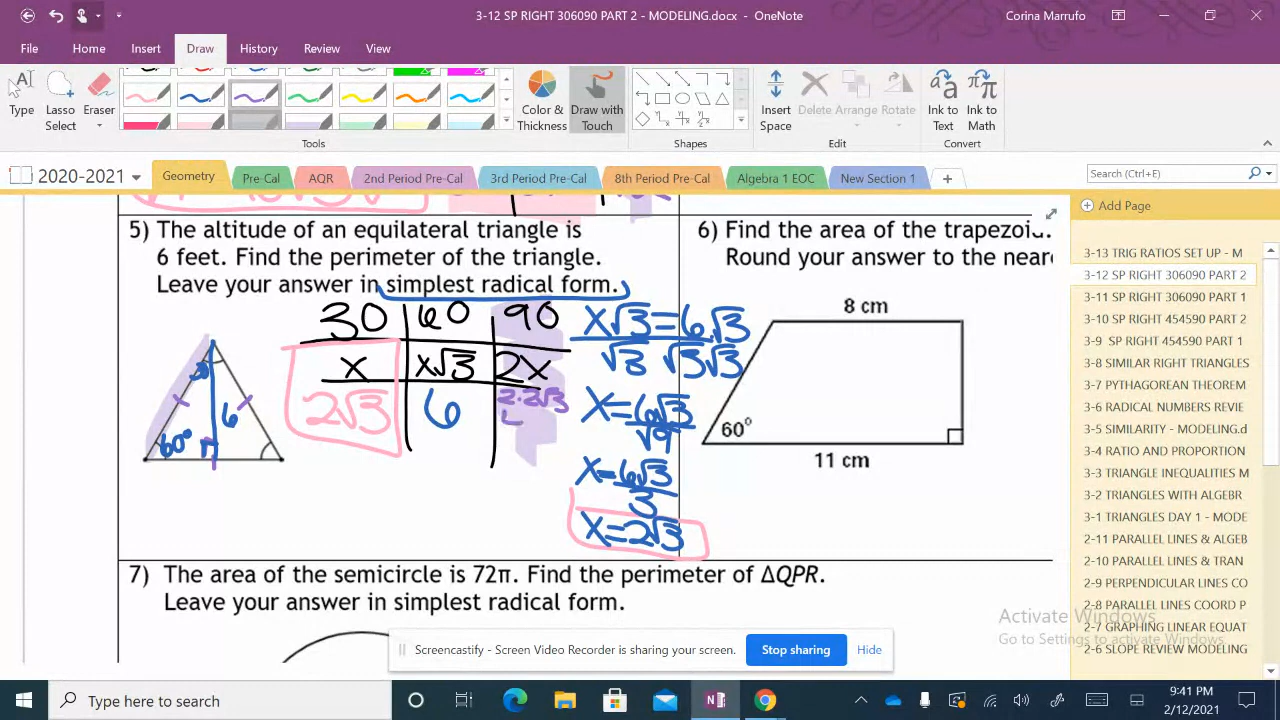 3-12 SP RIGHT 306090 PART 2 - MODELING.docx - OneNote
Corina Marrufo
File Home Insert Draw History Review View
Type
Lasso Select
Eraser
Color & Thickness
Draw with Touch
Insert Space
Delete Arrange Rotate
Ink to Text
Ink to Math
Tools Shapes Edit Convert
2020-2021
Geometry Pre-Cal AQR 2nd Period Pre-Cal 3rd Period Pre-Cal 8th Period Pre-Cal Algebra 1 EOC New Section 1
Search (Ctrl+E)
Add Page
3-13 TRIG RATIOS SET UP - M
3-12 SP RIGHT 306090 PART 2
3-11 SP RIGHT 306090 PART 1
3-10 SP RIGHT 454590 PART 2
3-9 SP RIGHT 454590 PART 1
3-8 SIMILAR RIGHT TRIANGLES
3-7 PYTHAGOREAN THEOREM
3-6 RADICAL NUMBERS REVIE
3-5 SIMILARITY - MODELING.d
3-4 RATIO AND PROPORTION
3-3 TRIANGLE INEQUALITIES M
3-2 TRIANGLES WITH ALGEBR
3-1 TRIANGLES DAY 1 - MODE
2-11 PARALLEL LINES & ALGEB
2-10 PARALLEL LINES & TRAN
2-9 PERPENDICULAR LINES CO
2-8 PARALLEL LINES COORD P
2-7 GRAPHING LINEAR EQUAT
2-6 SLOPE REVIEW MODELING
5) The altitude of an equilateral triangle is
6 feet. Find the perimeter of the triangle.
Leave your answer in simplest radical form.
30 60 90
x x√3 2x
2√3 6 2·2√3
30
6
60°
x√3 = 6 √3
√3 √3 √3
x = 6√3
√9
x = 6√3
3
x = 2√3
6) Find the area of the trapezoid.
Round your answer to the neare
8 cm
60°
11 cm
7) The area of the semicircle is 72π. Find the perimeter of ΔQPR.
Leave your answer in simplest radical form.
Activate Windows
Go to Settings to activate Windows.
Screencastify - Screen Video Recorder is sharing your screen.
Stop sharing
Hide
Type here to search
9:41 PM
2/12/2021